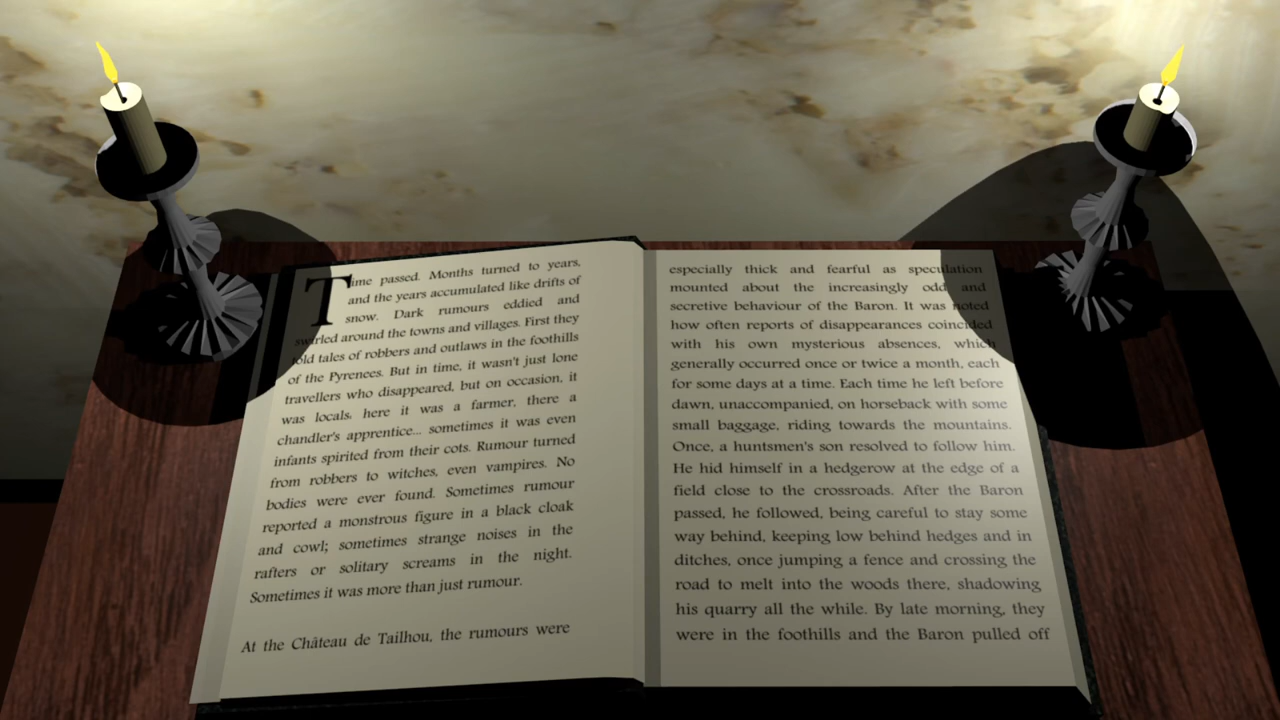 Time passed. Months turned to years,
and the years accumulated like drifts of
snow. Dark rumours eddied and
swirled around the towns and villages. First they
told tales of robbers and outlaws in the foothills
of the Pyrenees. But in time, it wasn't just lone
travellers who disappeared, but on occasion, it
was locals: here it was a farmer, there a
chandler's apprentice... sometimes it was even
infants spirited from their cots. Rumour turned
from robbers to witches, even vampires. No
bodies were ever found. Sometimes rumour
reported a monstrous figure in a black cloak
and cowl; sometimes strange noises in the
rafters or solitary screams in the night.
Sometimes it was more than just rumour.
At the Château de Tailhou, the rumours were
especially thick and fearful as speculation
mounted about the increasingly odd and
secretive behaviour of the Baron. It was noted
how often reports of disappearances coincided
with his own mysterious absences, which
generally occurred once or twice a month, each
for some days at a time. Each time he left before
dawn, unaccompanied, on horseback with some
small baggage, riding towards the mountains.
Once, a huntsmen's son resolved to follow him.
He hid himself in a hedgerow at the edge of a
field close to the crossroads. After the Baron
passed, he followed, being careful to stay some
way behind, keeping low behind hedges and in
ditches, once jumping a fence and crossing the
road to melt into the woods there, shadowing
his quarry all the while. By late morning, they
were in the foothills and the Baron pulled off